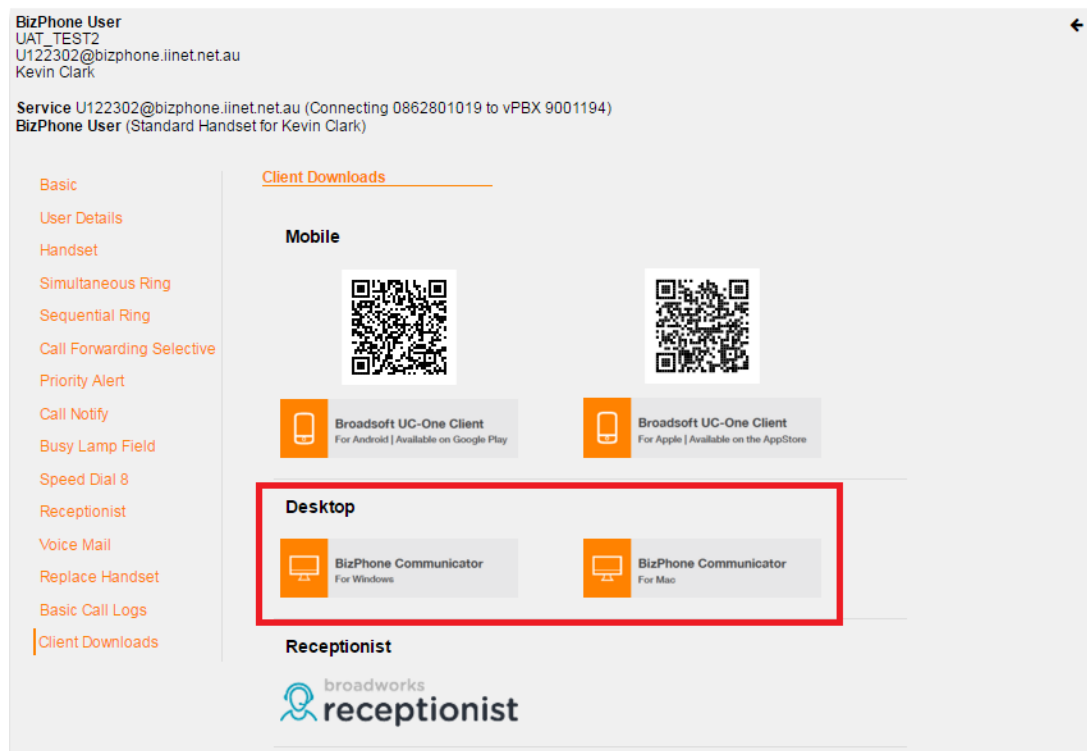 BizPhone User
UAT_TEST2
U122302@bizphone.iinet.net.au
Kevin Clark
Service U122302@bizphone.iinet.net.au (Connecting 0862801019 to vPBX 9001194)
BizPhone User (Standard Handset for Kevin Clark)
Basic
User Details
Handset
Simultaneous Ring
Sequential Ring
Call Forwarding Selective
Priority Alert
Call Notify
Busy Lamp Field
Speed Dial 8
Receptionist
Voice Mail
Replace Handset
Basic Call Logs
Client Downloads
Client Downloads
Mobile
Broadsoft UC-One Client
For Android | Available on Google Play
Broadsoft UC-One Client
For Apple | Available on the AppStore
Desktop
BizPhone Communicator
For Windows
BizPhone Communicator
For Mac
Receptionist
broadworks
receptionist